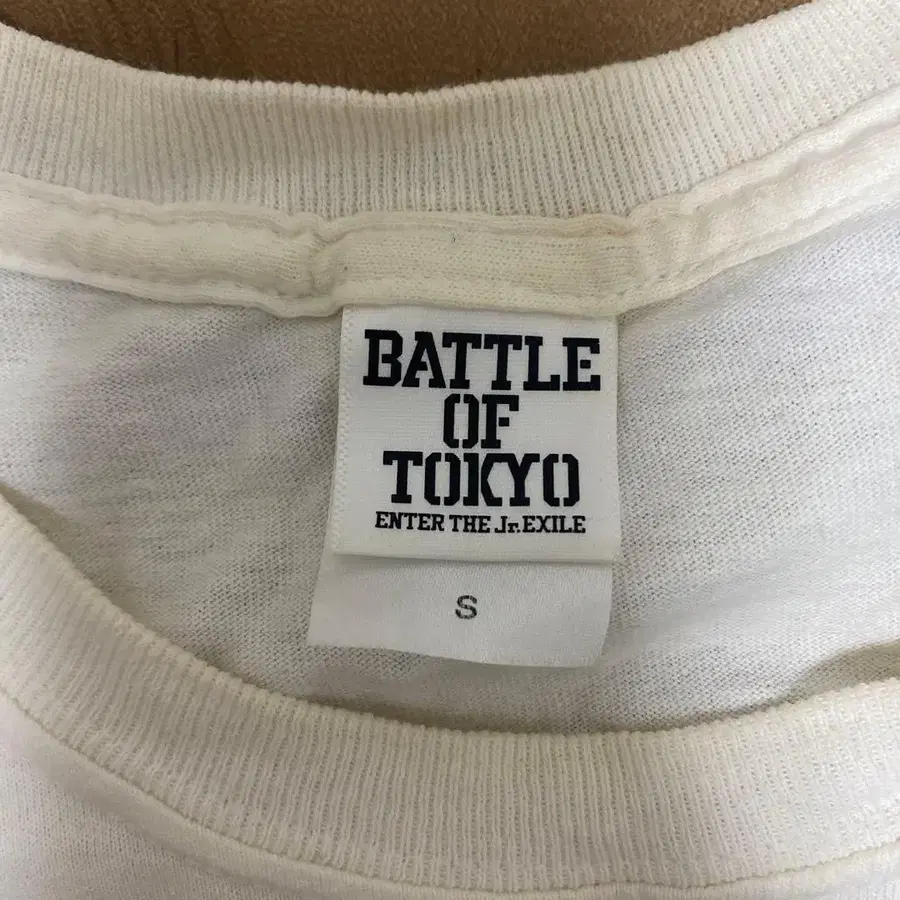 BATTLE
OF
TOKYO
ENTER THE Jr.EXILE
S